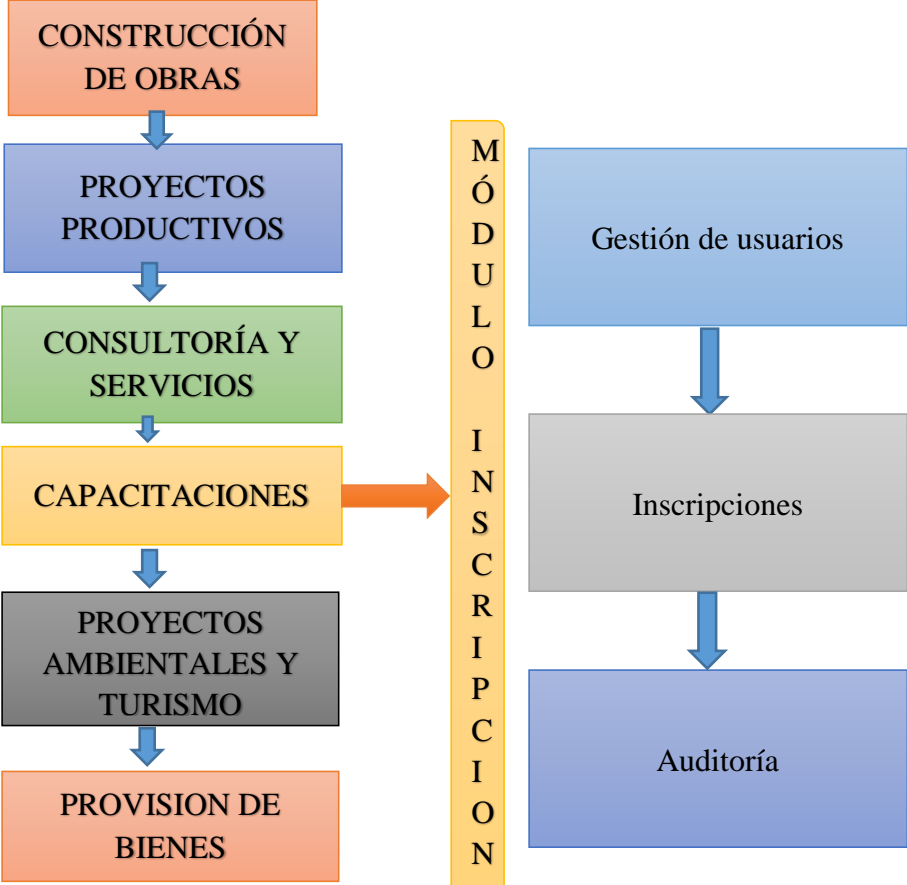 CONSTRUCCIÓN
DE OBRAS
PROYECTOS
PRODUCTIVOS
CONSULTORÍA Y
SERVICIOS
CAPACITACIONES
PROYECTOS
AMBIENTALES Y
TURISMO
PROVISION DE
BIENES
M
Ó
D
U
L
O
I
N
S
C
R
I
P
C
I
O
N
Gestión de usuarios
Inscripciones
Auditoría